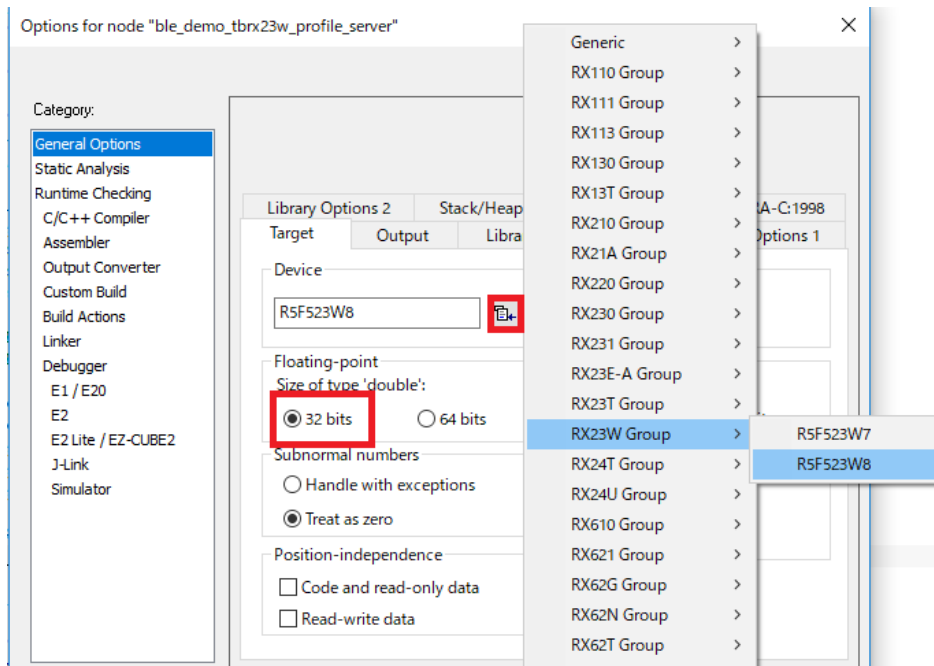 Options for node "ble_demo_tbrx23w_profile_server"
Category:
General Options
Static Analysis
Runtime Checking
C/C++ Compiler
Assembler
Output Converter
Custom Build
Build Actions
Linker
Debugger
E1 / E20
E2
E2 Lite / EZ-CUBE2
J-Link
Simulator
Library Options 2
Stack/Heap
RA-C:1998
Target
Output
Libra
Options 1
Device
R5F523W8
Floating-point
Size of type 'double':
32 bits
64 bits
Subnormal numbers
Handle with exceptions
Treat as zero
Position-independence
Code and read-only data
Read-write data
Generic
RX110 Group
RX111 Group
RX113 Group
RX130 Group
RX13T Group
RX210 Group
RX21A Group
RX220 Group
RX230 Group
RX231 Group
RX23E-A Group
RX23T Group
RX23W Group
RX24T Group
RX24U Group
RX610 Group
RX621 Group
RX62G Group
RX62N Group
RX62T Group
R5F523W7
R5F523W8